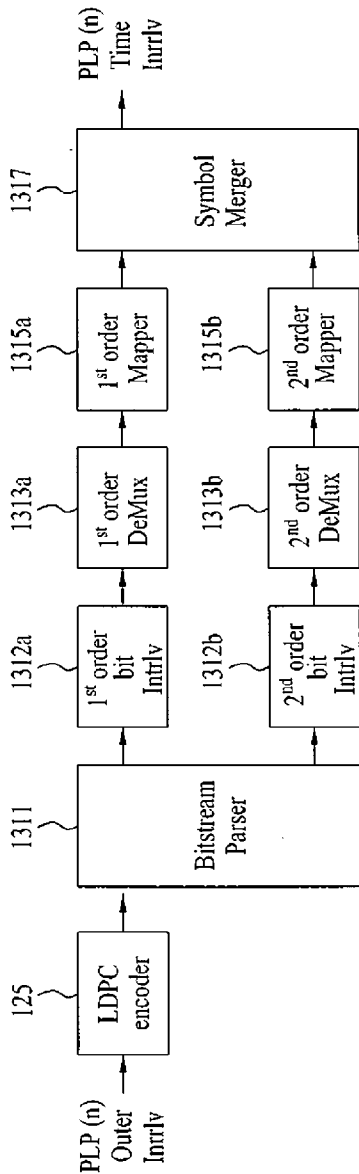 PLP (n)
Outer
Inrrlv
125
LDPC
encoder
1311
Bitstream
Parser
1312a
1st order
bit
Intrlv
1313a
1st order
DeMux
1315a
1st order
Mapper
1312b
2nd order
bit
Intrlv
1313b
2nd order
DeMux
1315b
2nd order
Mapper
1317
Symbol
Merger
PLP (n)
Time
Inrrlv